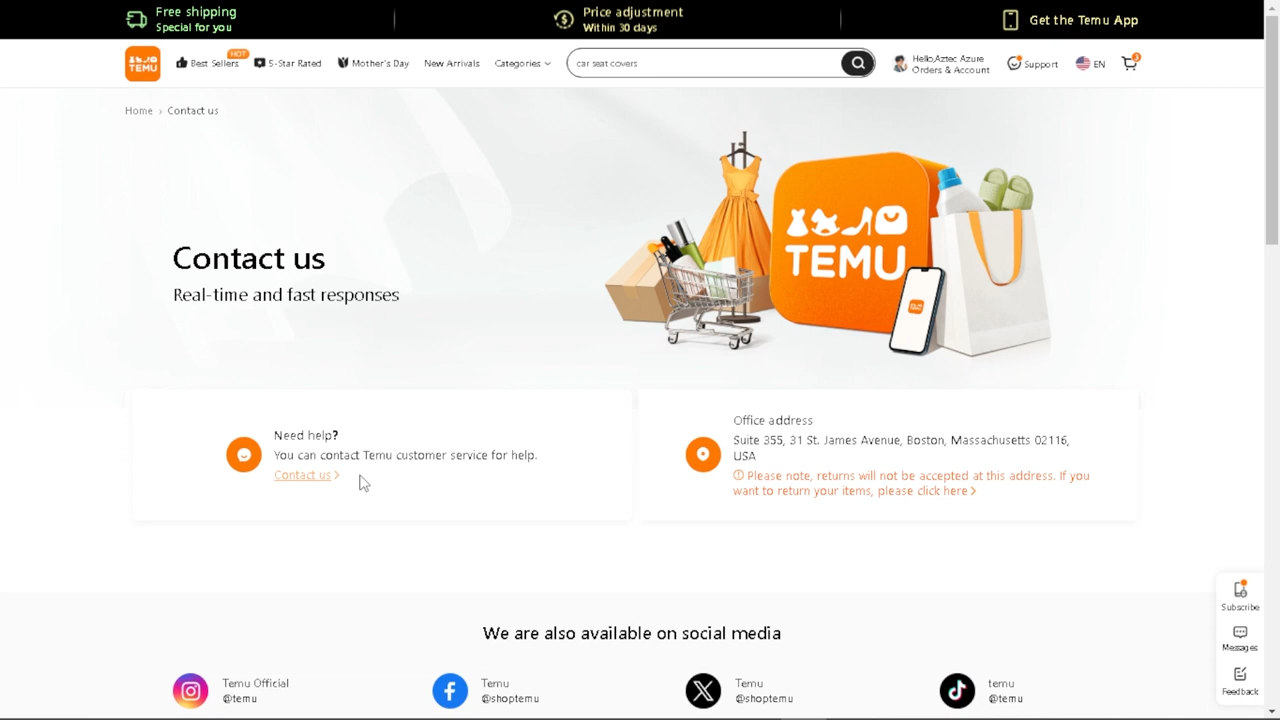 Free shipping
Special for you
Price adjustment
Within 30 days
Get the Temu App
TEMU
HOT
Best Sellers
5-Star Rated
Mother's Day
New Arrivals
Categories
car seat covers
Hello, Aztec Azure
Orders & Account
Support
EN
3
Home › Contact us
TEMU
Contact us
Real-time and fast responses
Need help?
You can contact Temu customer service for help.
Contact us >
Office address
Suite 355, 31 St. James Avenue, Boston, Massachusetts 02116,
USA
Please note, returns will not be accepted at this address. If you
want to return your items, please click here >
Subscribe
Messages
Feedback
We are also available on social media
Temu Official
@temu
Temu
@shoptemu
Temu
@shoptemu
temu
@temu